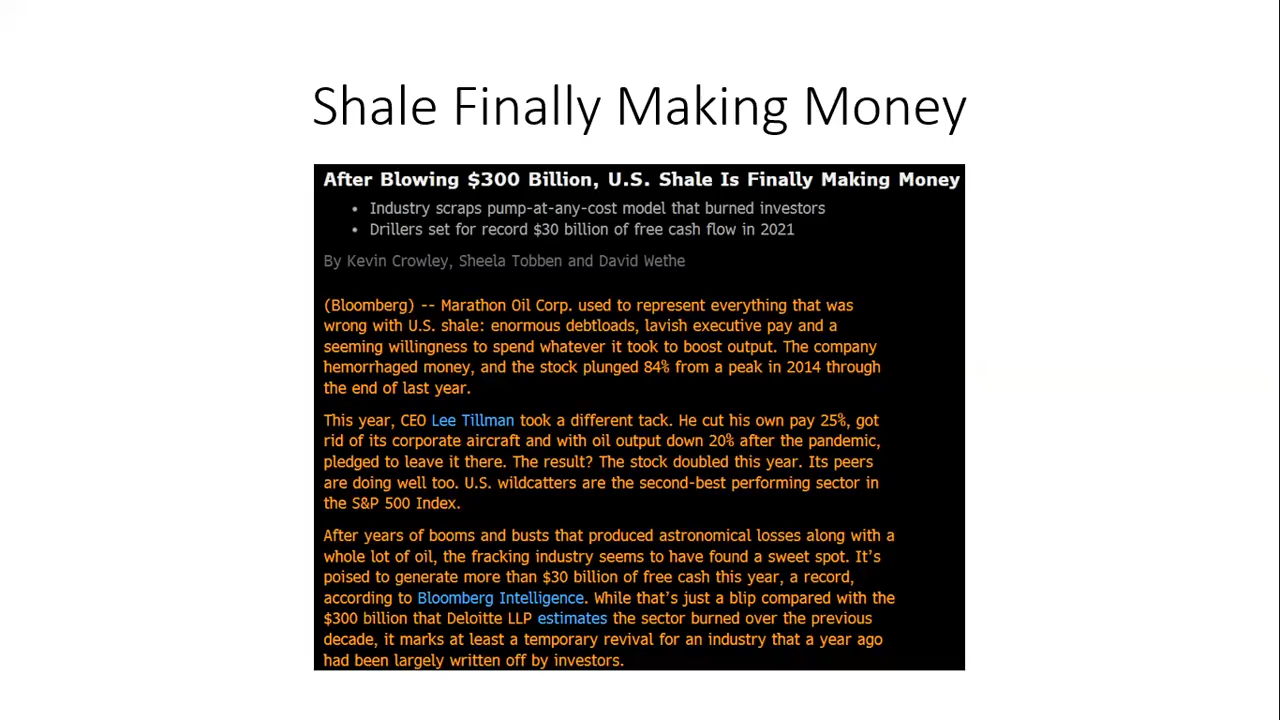 Shale Finally Making Money
After Blowing $300 Billion, U.S. Shale Is Finally Making Money
• Industry scraps pump-at-any-cost model that burned investors
• Drillers set for record $30 billion of free cash flow in 2021
By Kevin Crowley, Sheela Tobben and David Wethe
(Bloomberg) -- Marathon Oil Corp. used to represent everything that was
wrong with U.S. shale: enormous debtloads, lavish executive pay and a
seeming willingness to spend whatever it took to boost output. The company
hemorrhaged money, and the stock plunged 84% from a peak in 2014 through
the end of last year.
This year, CEO Lee Tillman took a different tack. He cut his own pay 25%, got
rid of its corporate aircraft and with oil output down 20% after the pandemic,
pledged to leave it there. The result? The stock doubled this year. Its peers
are doing well too. U.S. wildcatters are the second-best performing sector in
the S&P 500 Index.
After years of booms and busts that produced astronomical losses along with a
whole lot of oil, the fracking industry seems to have found a sweet spot. It’s
poised to generate more than $30 billion of free cash this year, a record,
according to Bloomberg Intelligence. While that’s just a blip compared with the
$300 billion that Deloitte LLP estimates the sector burned over the previous
decade, it marks at least a temporary revival for an industry that a year ago
had been largely written off by investors.